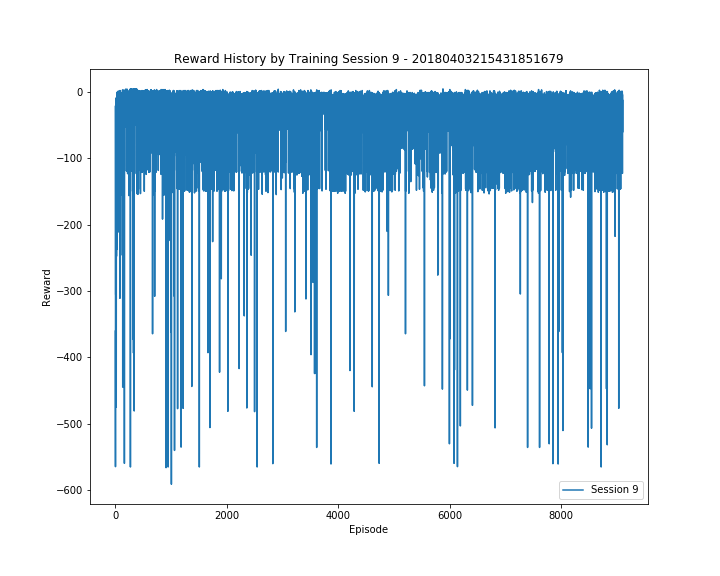 Reward History by Training Session 9 - 20180403215431851679
Reward
0
−100
−200
−300
−400
−500
−600
0 2000 4000 6000 8000
Episode
Session 9